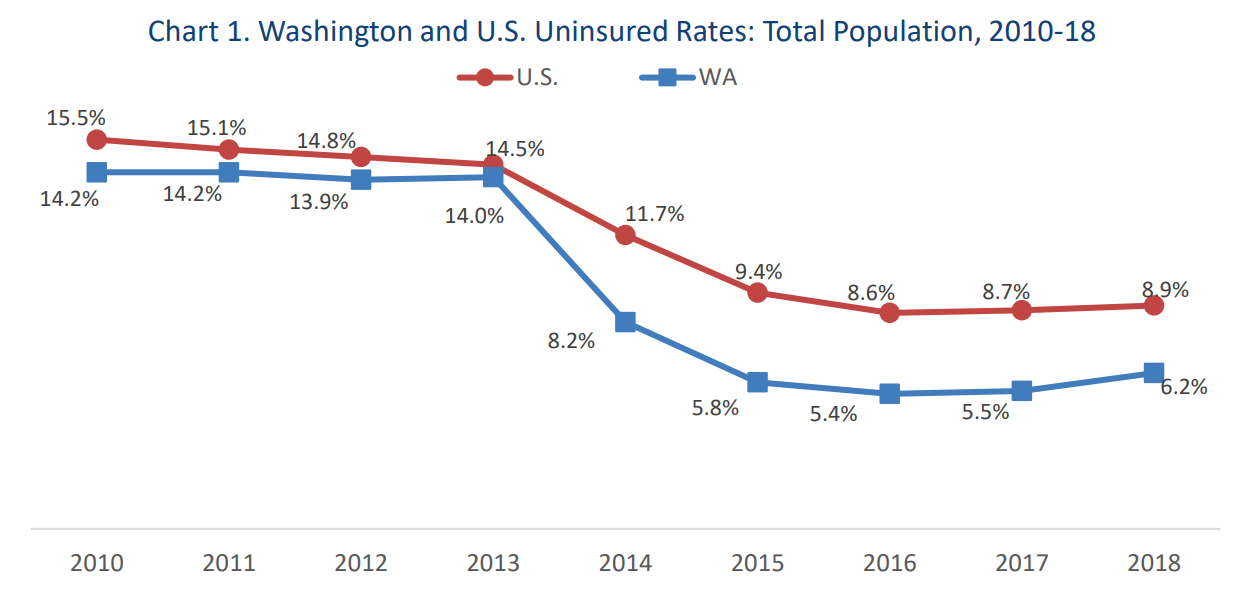 Chart 1. Washington and U.S. Uninsured Rates: Total Population, 2010-18
U.S. WA
15.5% 15.1% 14.8% 14.5% 11.7% 9.4% 8.6% 8.7% 8.9%
14.2% 14.2% 13.9% 14.0% 8.2% 5.8% 5.4% 5.5% 6.2%
2010 2011 2012 2013 2014 2015 2016 2017 2018